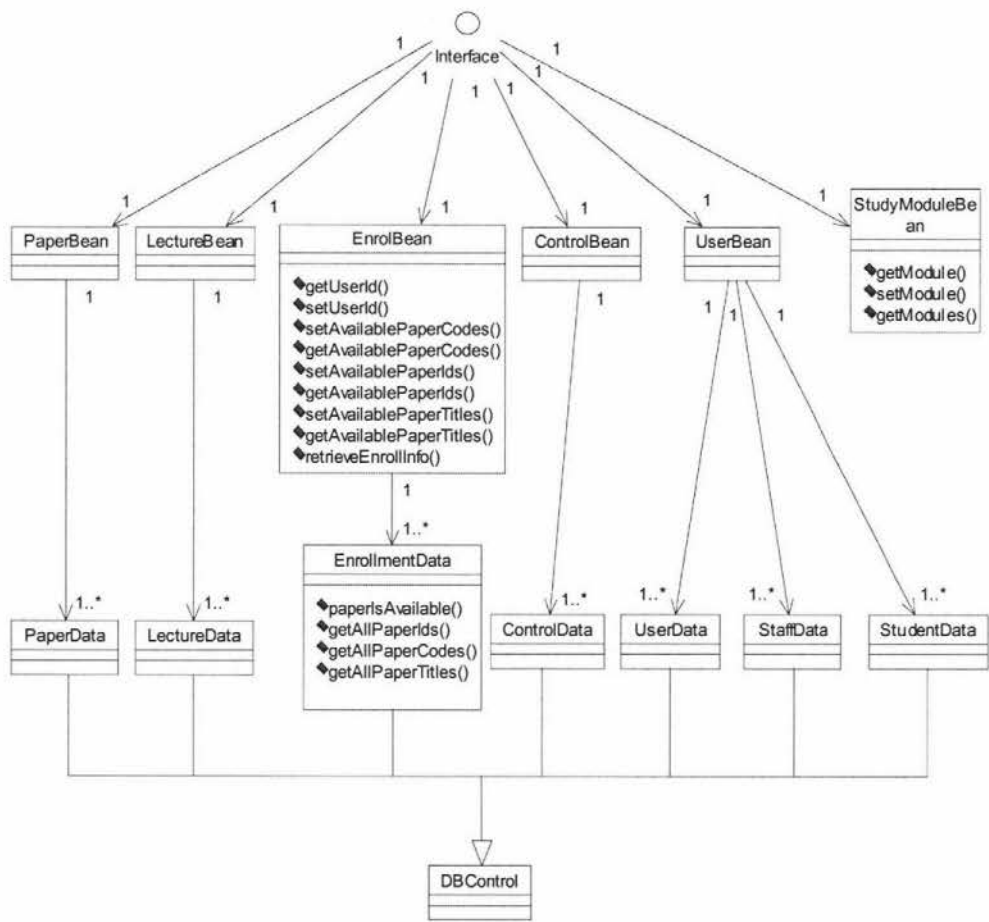 Interface
1
1
1
1
1
1
1
1
1
1
1
1
PaperBean
LectureBean
EnrolBean
getUserId()
setUserId()
setAvailablePaperCodes()
getAvailablePaperCodes()
setAvailablePaperIds()
getAvailablePaperIds()
setAvailablePaperTitles()
getAvailablePaperTitles()
retrieveEnrollInfo()
ControlBean
UserBean
StudyModuleBe
an
getModule()
setModule()
getModules()
1
1
1
1
1
1
1
1..*
1..*
1..*
1..*
1..*
1..*
1..*
PaperData
LectureData
EnrollmentData
paperIsAvailable()
getAllPaperIds()
getAllPaperCodes()
getAllPaperTitles()
ControlData
UserData
StaffData
StudentData
DBControl